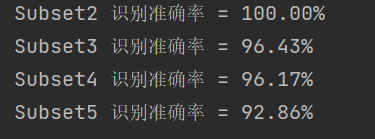 Subset2 识别准确率 = 100.00%
Subset3 识别准确率 = 96.43%
Subset4 识别准确率 = 96.17%
Subset5 识别准确率 = 92.86%